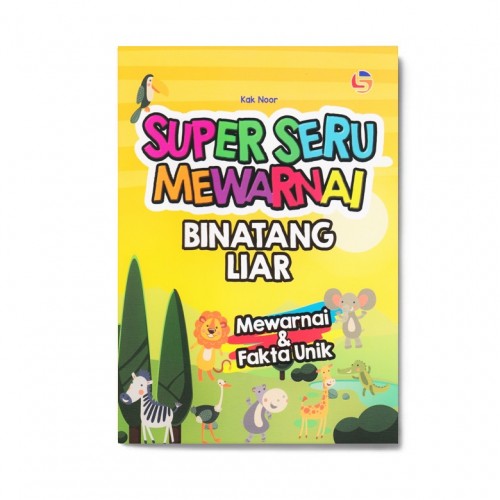 Kak Noor
SUPER SERU
MEWARNAI
BINATANG
LIAR
Mewarnai
&
Fakta Unik